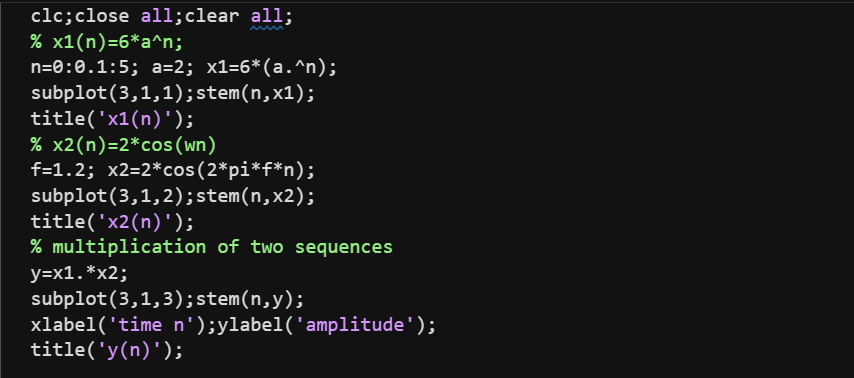 clc;close all;clear all;
% x1(n)=6*a^n;
n=0:0.1:5; a=2; x1=6*(a.^n);
subplot(3,1,1);stem(n,x1);
title('x1(n)');
% x2(n)=2*cos(wn)
f=1.2; x2=2*cos(2*pi*f*n);
subplot(3,1,2);stem(n,x2);
title('x2(n)');
% multiplication of two sequences
y=x1.*x2;
subplot(3,1,3);stem(n,y);
xlabel('time n');ylabel('amplitude');
title('y(n)');